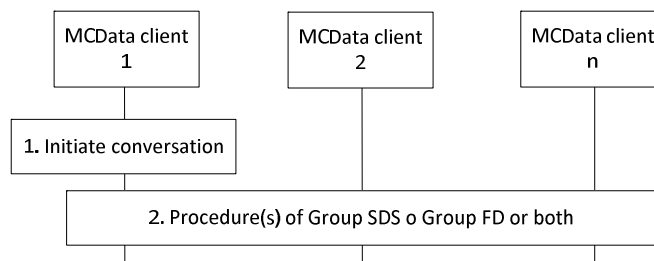 MCData client
1
MCData client
2
MCData client
n
1. Initiate conversation
2. Procedure(s) of Group SDS o Group FD or both